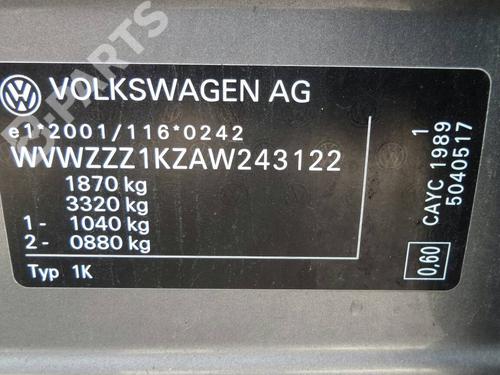 B-PARTS
VOLKSWAGEN AG
e1*2001/116*0242
WVWZZZ1KZAW243122
1870 kg
3320 kg
1- 1040 kg
2- 0880 kg
Typ 1K
1
CAYC 1989
5040517
0,60